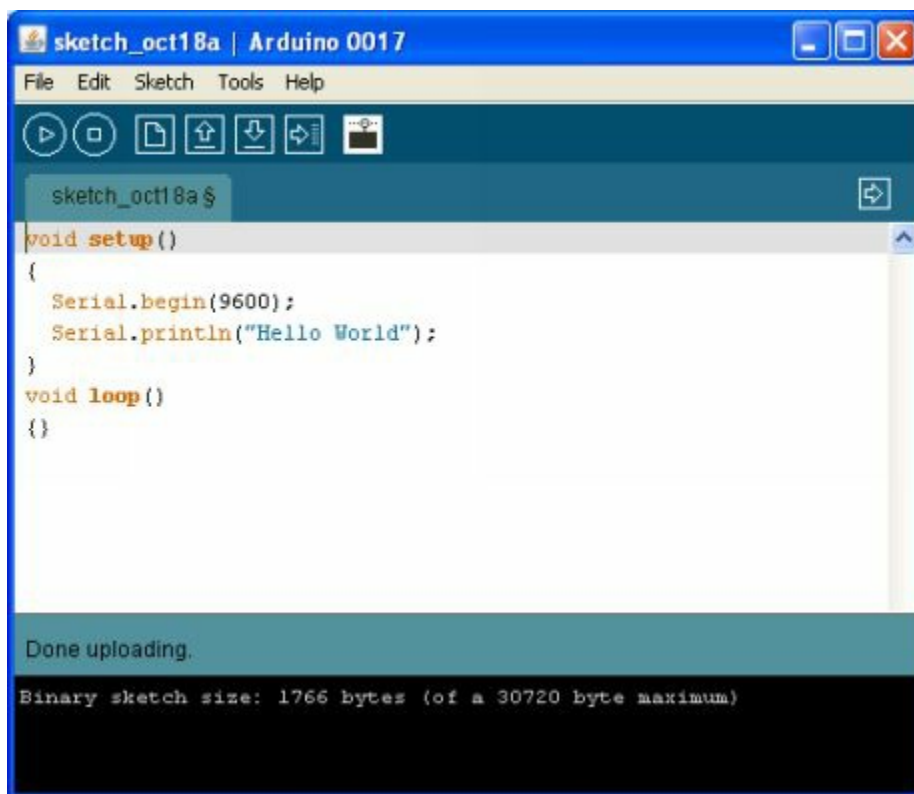 sketch_oct18a | Arduino 0017
File Edit Sketch Tools Help
sketch_oct18a §
void setup()
{
  Serial.begin(9600);
  Serial.println("Hello World");
}
void loop()
{}
Done uploading.
Binary sketch size: 1766 bytes (of a 30720 byte maximum)